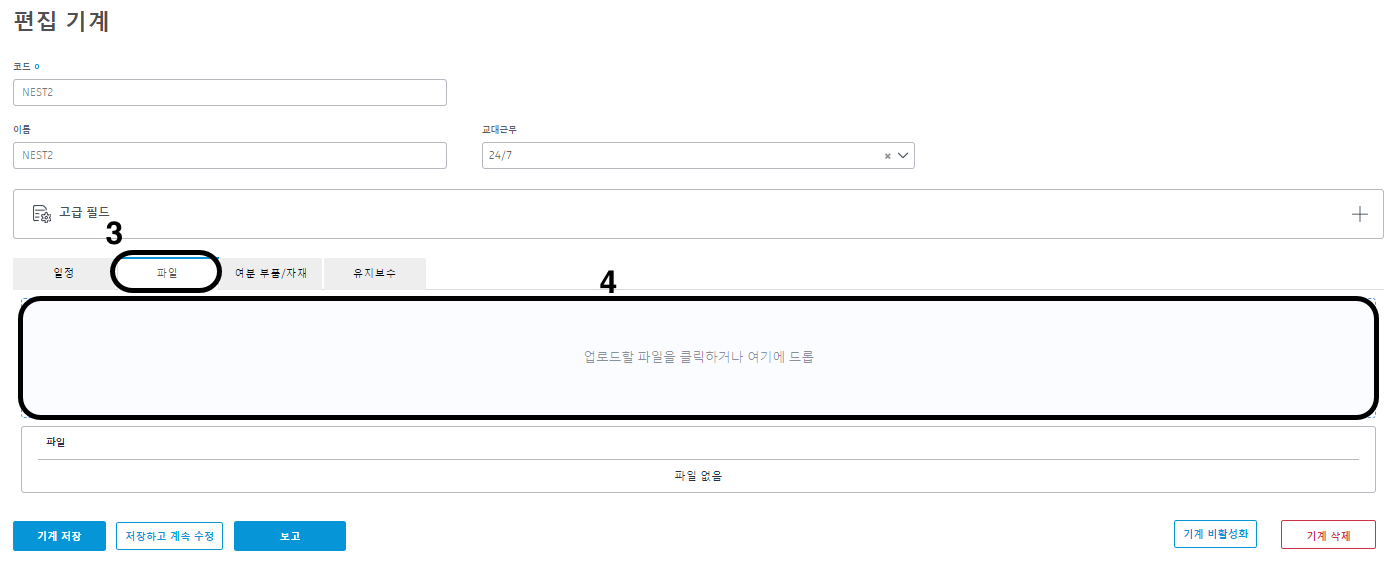 편집 기계
코드
NEST2
이름
교대근무
NEST2
24/7
고급 필드
3
일정
파일
여분 부품/자재
유지보수
4
업로드할 파일을 클릭하거나 여기에 드롭
파일
파일 없음
기계 저장
저장하고 계속 수정
보고
기계 비활성화
기계 삭제